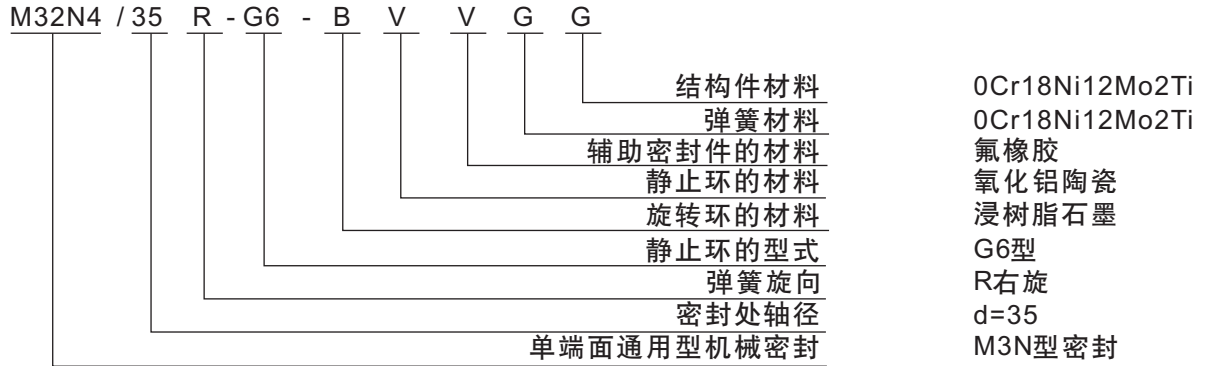 M32N4 / 35 R - G6 - B V V G G
结构件材料 0Cr18Ni12Mo2Ti
弹簧材料 0Cr18Ni12Mo2Ti
辅助密封件的材料 氟橡胶
静止环的材料 氧化铝陶瓷
旋转环的材料 浸树脂石墨
静止环的型式 G6型
弹簧旋向 R右旋
密封处轴径 d=35
单端面通用型机械密封 M3N型密封